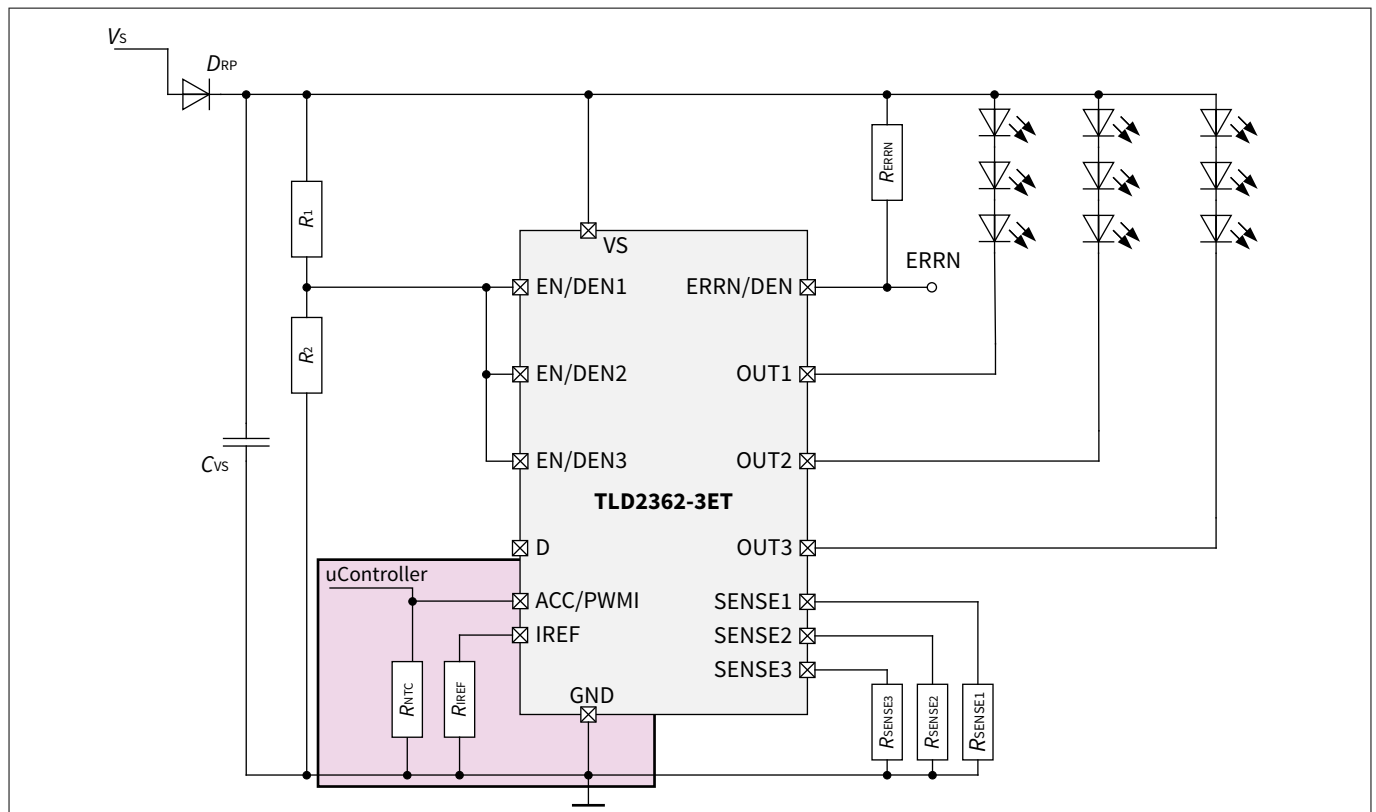 VS
DRP
RERRN
R1
VS
ERRN
EN/DEN1
ERRN/DEN
R2
EN/DEN2
OUT1
CVS
EN/DEN3
OUT2
TLD2362-3ET
D
OUT3
uController
ACC/PWMI
SENSE1
IREF
SENSE2
SENSE3
RNTC
RIREF
GND
RSENSE3
RSENSE2
RSENSE1